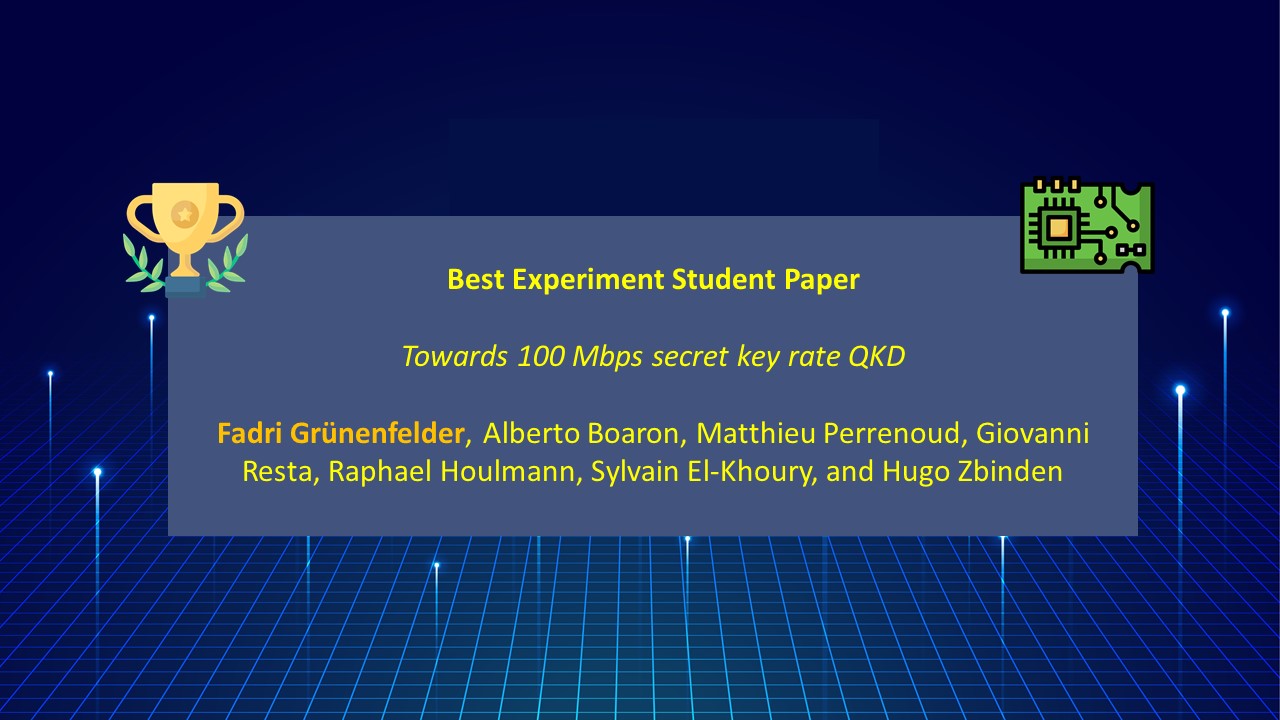 Best Experiment Student Paper
Towards 100 Mbps secret key rate QKD
Fadri Grünenfelder, Alberto Boaron, Matthieu Perrenoud, Giovanni
Resta, Raphael Houlmann, Sylvain El-Khoury, and Hugo Zbinden